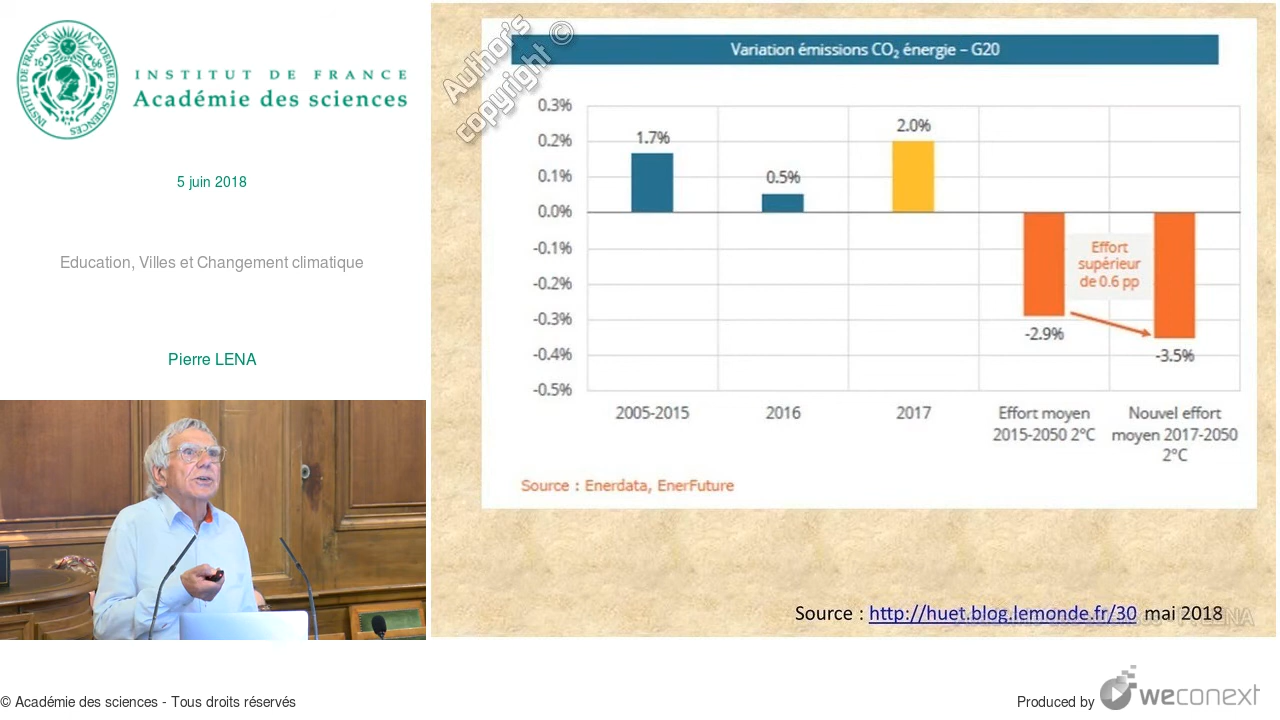 INSTITUT DE FRANCE
Académie des sciences
5 juin 2018
Education, Villes et Changement climatique
Pierre LENA
Author's
copyright ©
Variation émissions CO₂ énergie – G20
0.3%
0.2%
0.1%
0.0%
-0.1%
-0.2%
-0.3%
-0.4%
-0.5%
1.7%
0.5%
2.0%
-2.9%
-3.5%
Effort
supérieur
de 0.6 pp
2005-2015
2016
2017
Effort moyen
2015-2050 2°C
Nouvel effort
moyen 2017-2050
2°C
Source : Enerdata, EnerFuture
Source : http://huet.blog.lemonde.fr/30 mai 2018
© Académie des sciences - Tous droits réservés
Produced by weconext